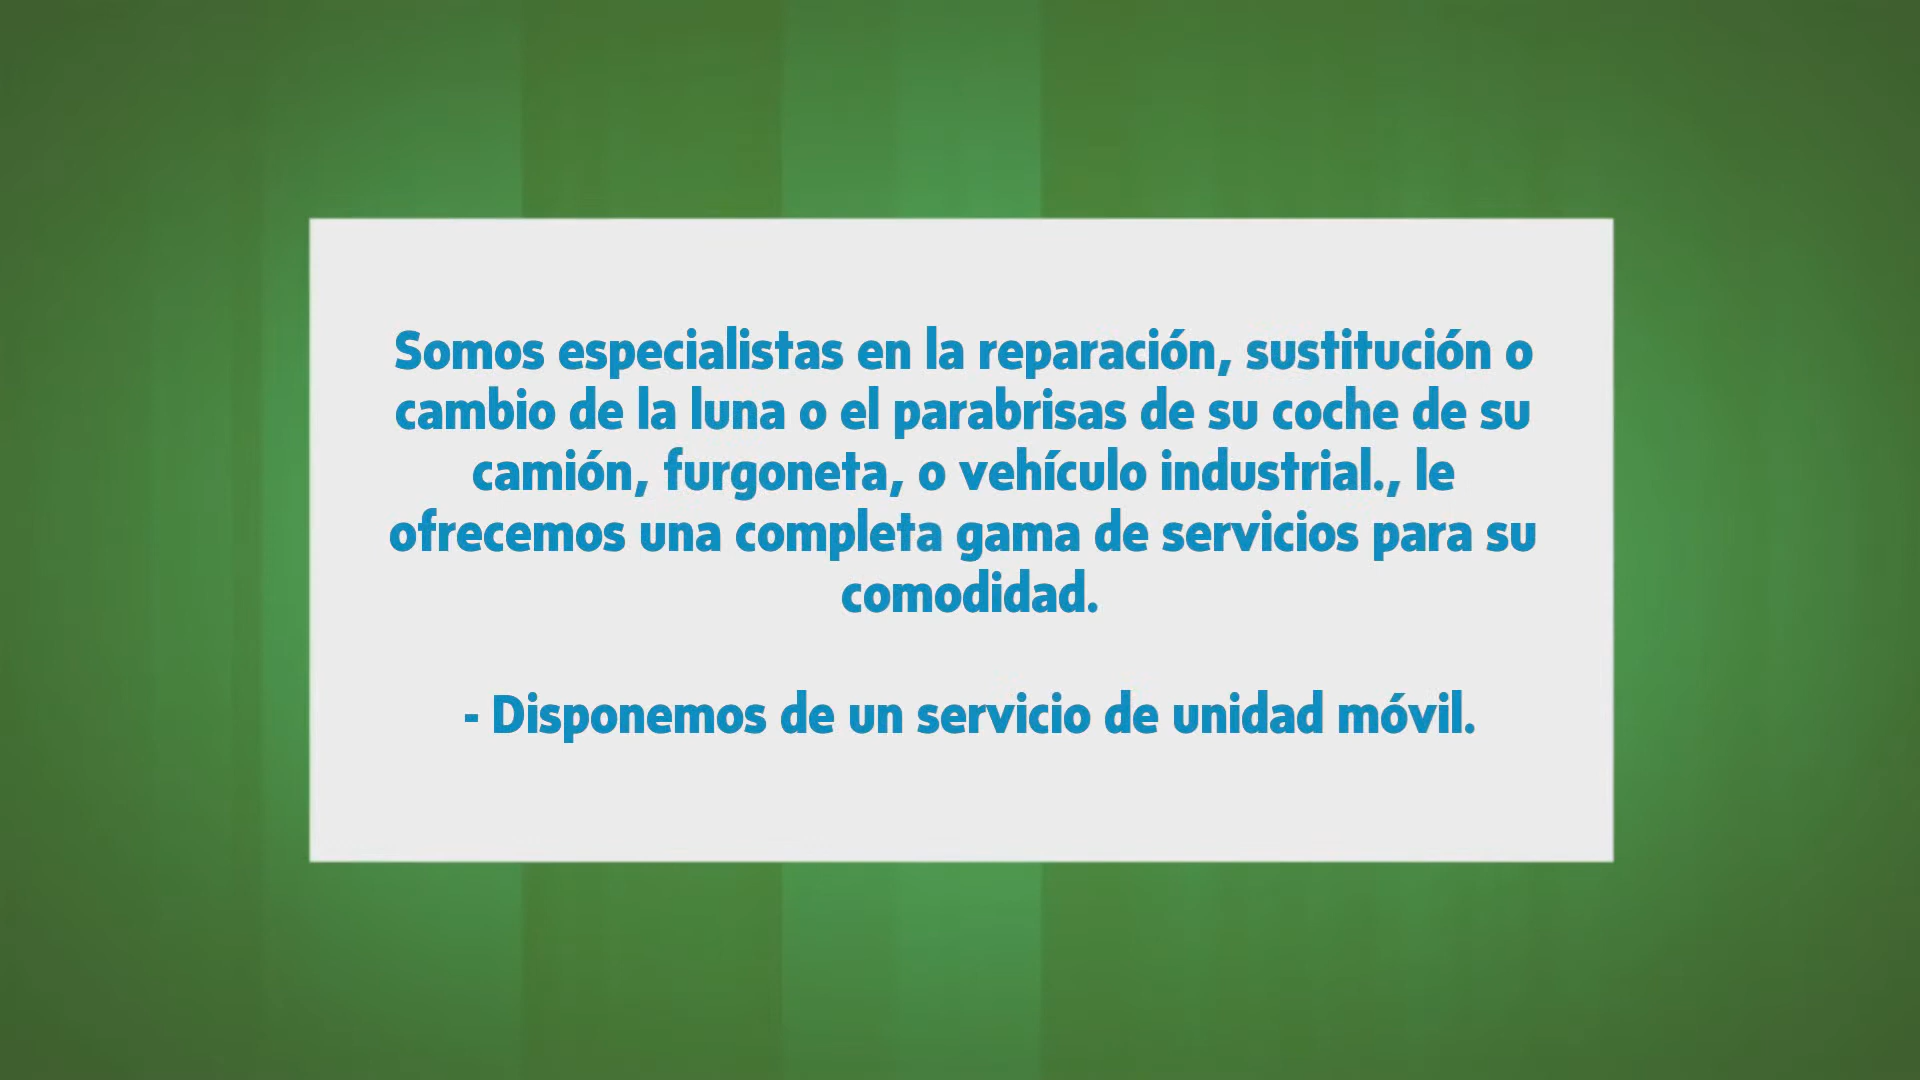 Somos especialistas en la reparación, sustitución o
cambio de la luna o el parabrisas de su coche de su
camión, furgoneta, o vehículo industrial., le
ofrecemos una completa gama de servicios para su
comodidad.
- Disponemos de un servicio de unidad móvil.